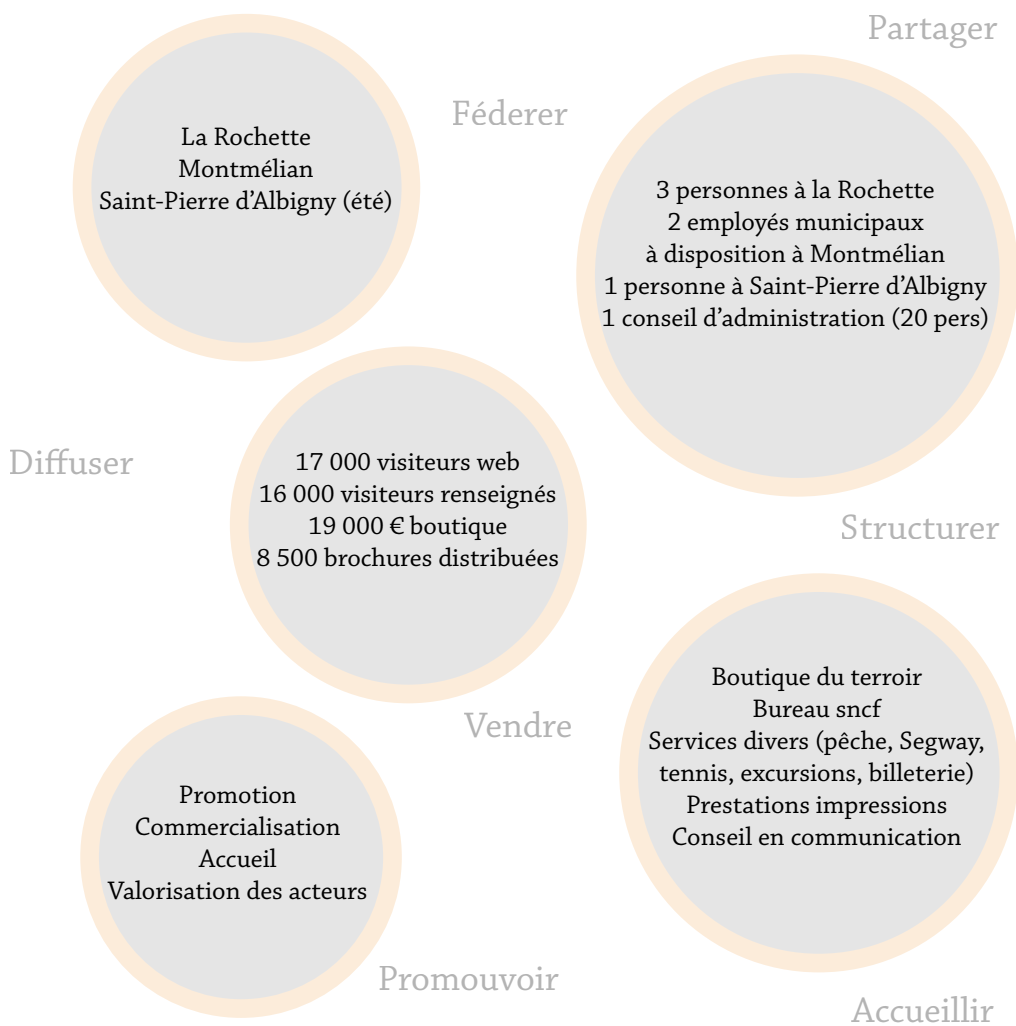 Partager
Féderer
La Rochette
Montmélian
Saint-Pierre d'Albigny (été)
3 personnes à la Rochette
2 employés municipaux
à disposition à Montmélian
1 personne à Saint-Pierre d'Albigny
1 conseil d'administration (20 pers)
Diffuser
17 000 visiteurs web
16 000 visiteurs renseignés
19 000 € boutique
8 500 brochures distribuées
Structurer
Vendre
Boutique du terroir
Bureau sncf
Services divers (pêche, Segway,
tennis, excursions, billeterie)
Prestations impressions
Conseil en communication
Promotion
Commercialisation
Accueil
Valorisation des acteurs
Promouvoir
Accueillir